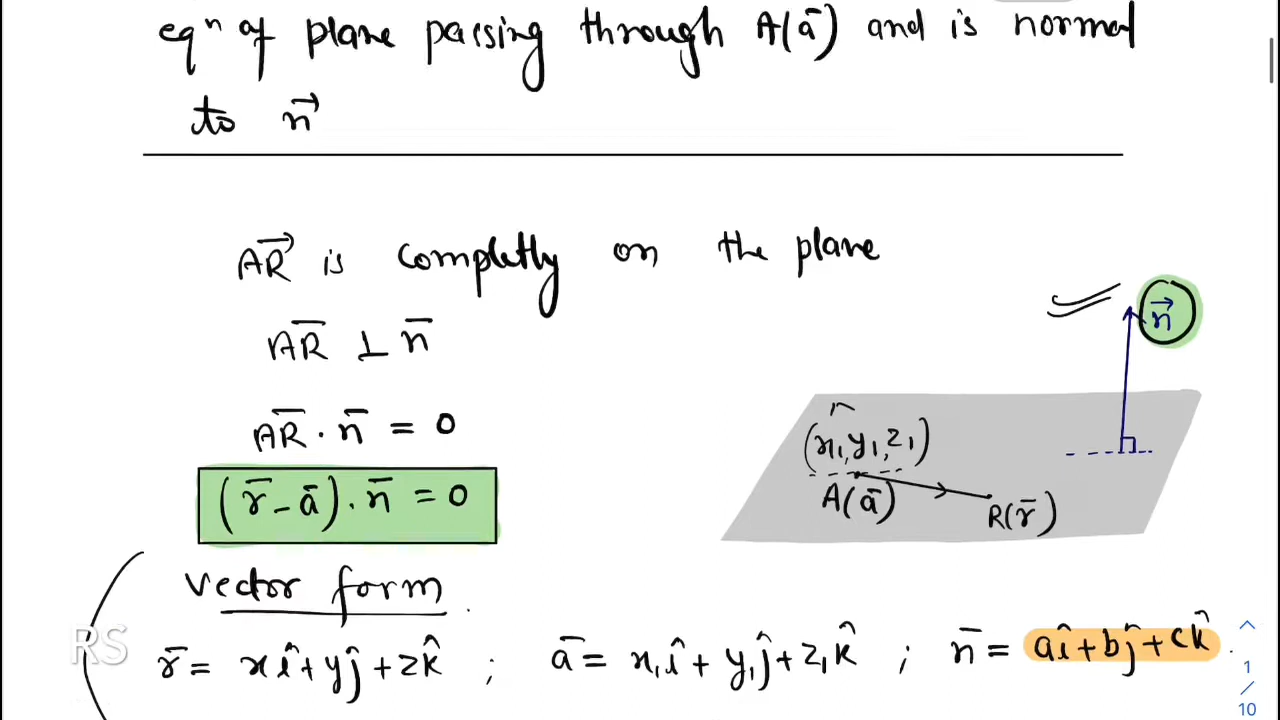 eqⁿ of plane passing through A(ā) and is normal
to n⃗
AR⃗ is completly on the plane
AR̄ ⊥ n̄
AR̄ . n̄ = 0
(r̄ - ā) . n̄ = 0
n⃗
(x₁, y₁, z₁)
A(ā)
R(r̄)
Vector form
r̄ = xî + yĵ + zk̂ ; ā = x₁î + y₁ĵ + z₁k̂ ; n̄ = aî + bĵ + ck̂
RS
1
/
10